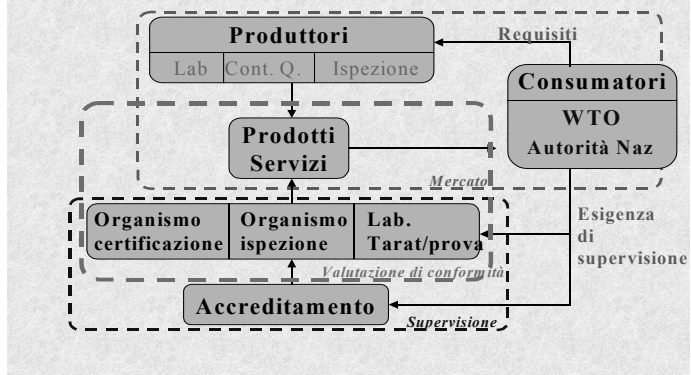 Produttori
Requisiti
Lab Cont. Q. Ispezione
Consumatori
WTO
Autorità Naz
Prodotti
Servizi
Mercato
Organismo
certificazione
Organismo
ispezione
Lab.
Tarat/prova
Esigenza
di
supervisione
Valutazione di conformità
Accreditamento
Supervisione